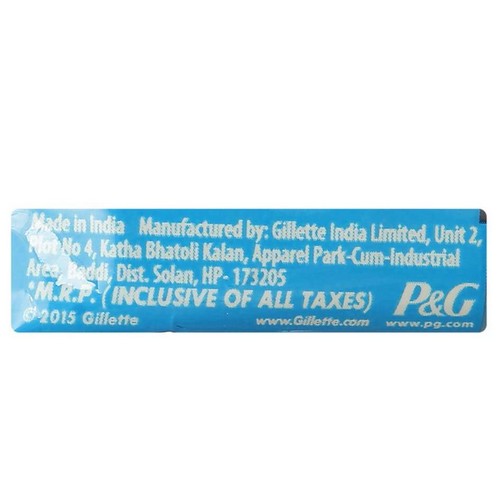 Made in India Manufactured by: Gillette India Limited, Unit 2,
Plot No 4, Katha Bhatoli Kalan, Apparel Park-Cum-Industrial
Area, Baddi, Dist. Solan, HP- 173205
*M.R.P. (INCLUSIVE OF ALL TAXES)
P&G
© 2015 Gillette www.Gillette.com www.pg.com